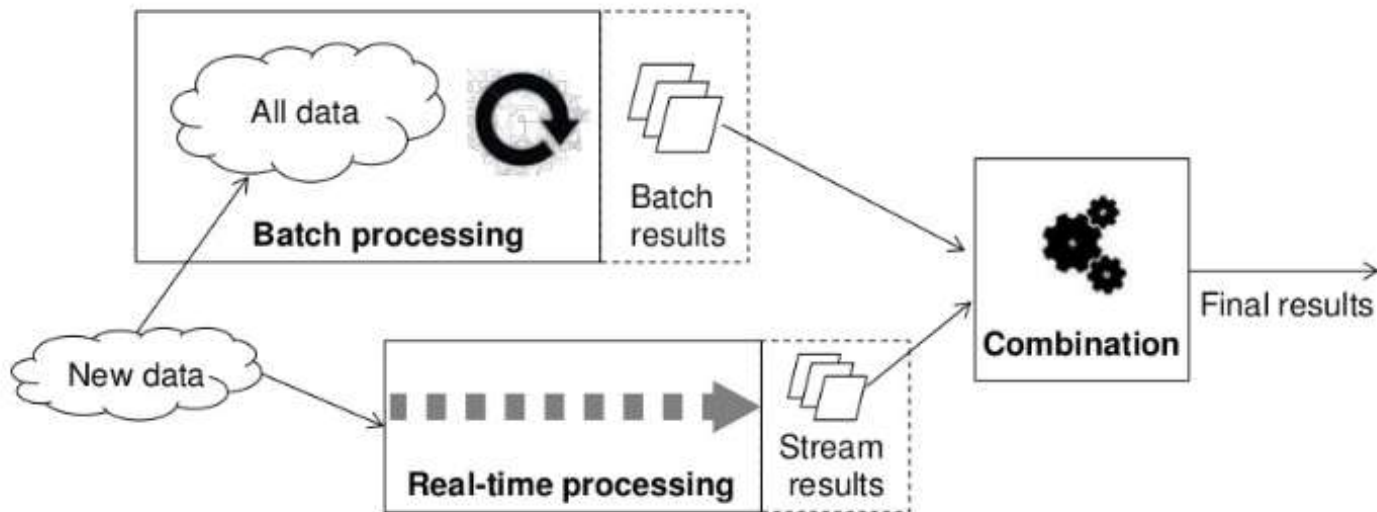 All data
Batch processing
Batch
results
New data
Real-time processing
Stream
results
Combination
Final results